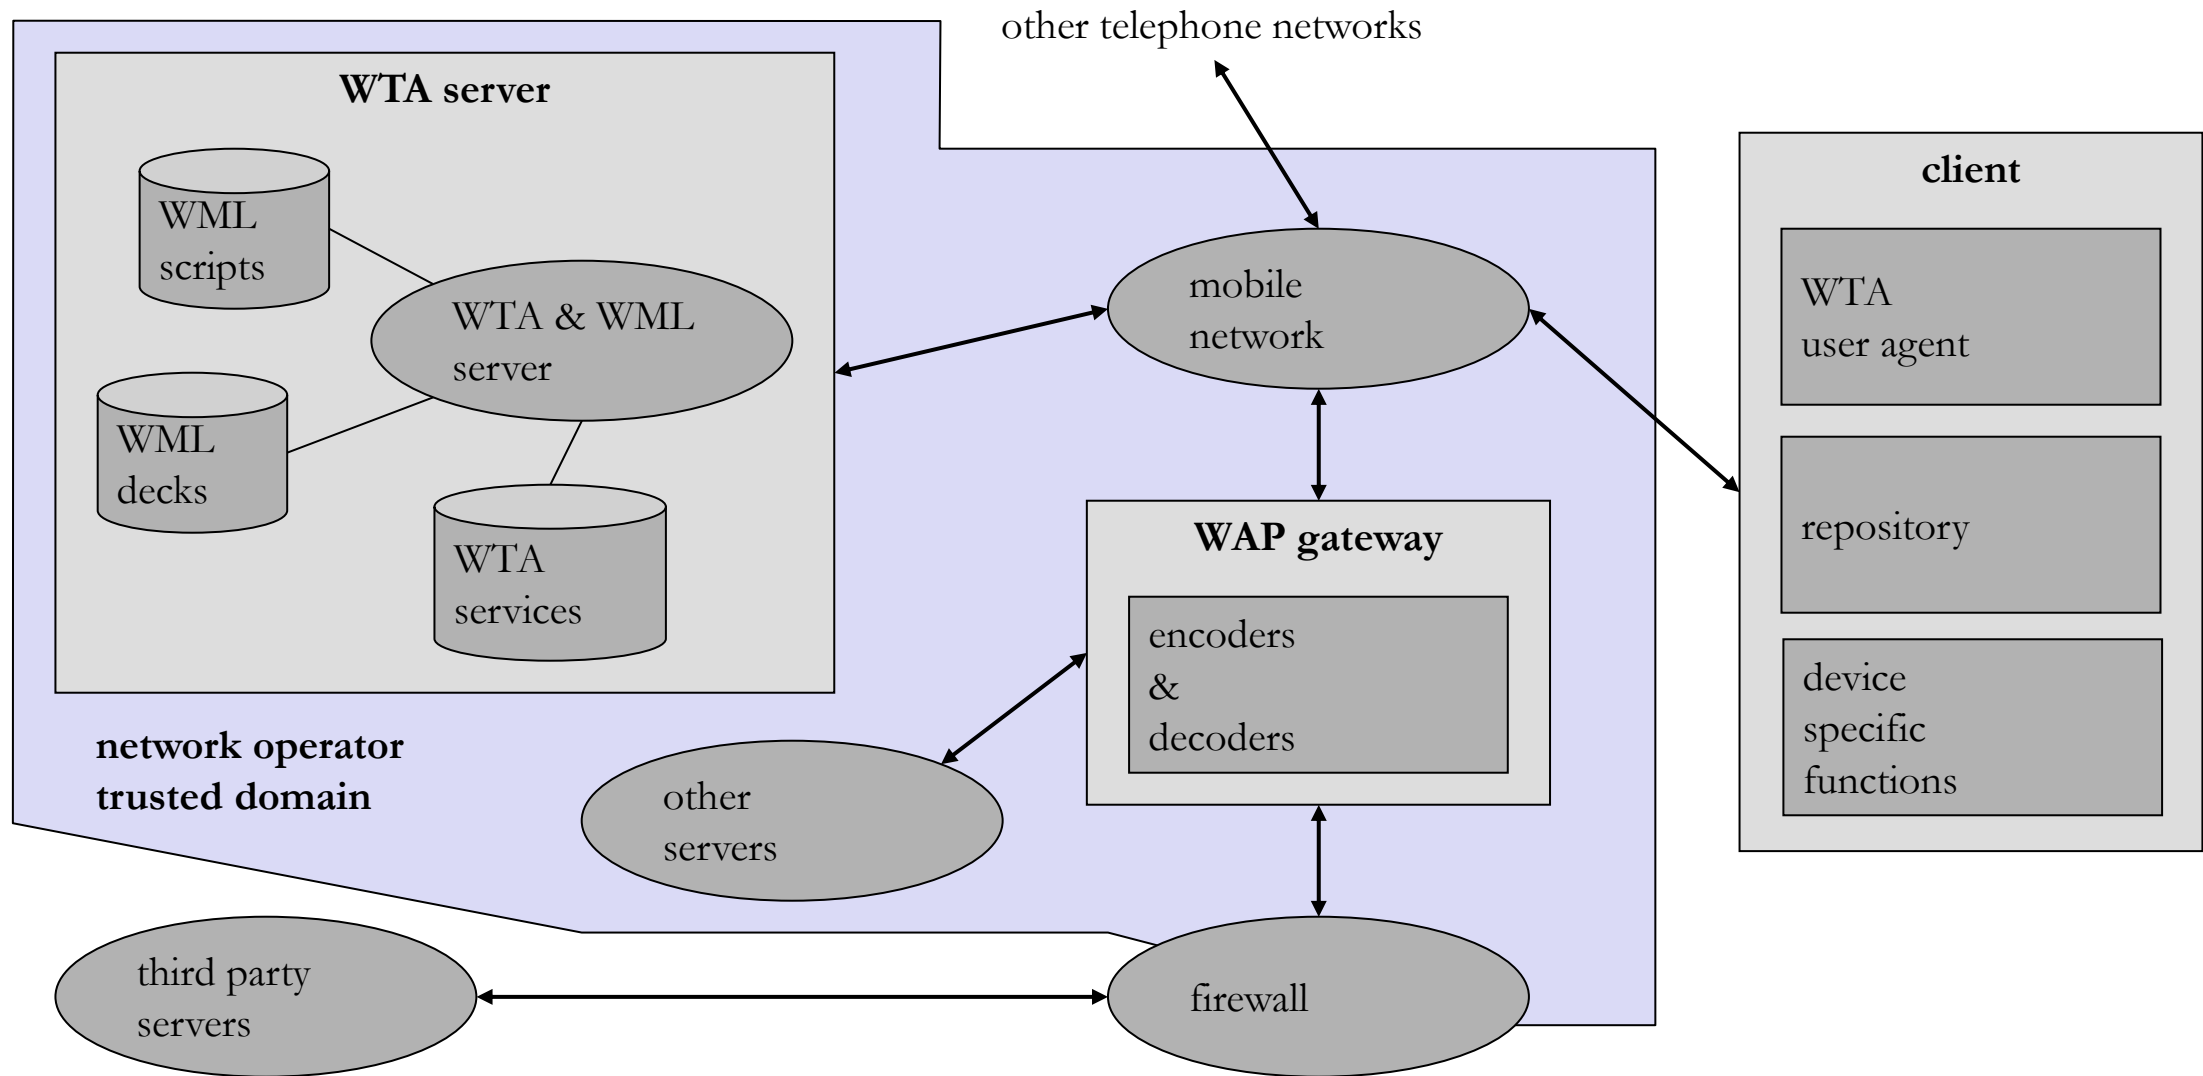 other telephone networks
WTA server
WML
scripts
WTA & WML
server
WML
decks
WTA
services
network operator
trusted domain
mobile
network
WAP gateway
encoders
&
decoders
other
servers
third party
servers
firewall
client
WTA
user agent
repository
device
specific
functions